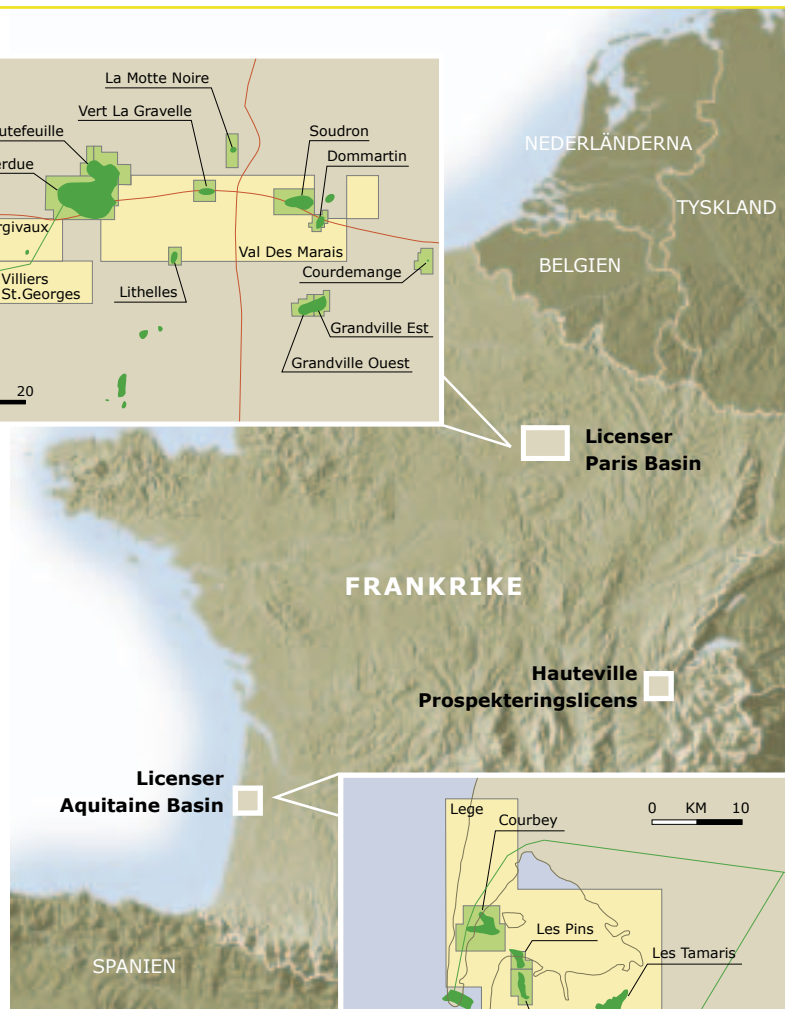 La Motte Noire
Vert La Gravelle
Soudron
Dommartin
Val Des Marais
Courdemange
Villiers
St.Georges
Lithelles
Grandville Est
Grandville Ouest
20
NEDERLÄNDERNA
TYSKLAND
BELGIEN
Licenser
Paris Basin
FRANKRIKE
Hauteville
Prospekteringslicens
Licenser
Aquitaine Basin
SPANIEN
Lege
0 KM 10
Courbey
Les Pins
Les Tamaris